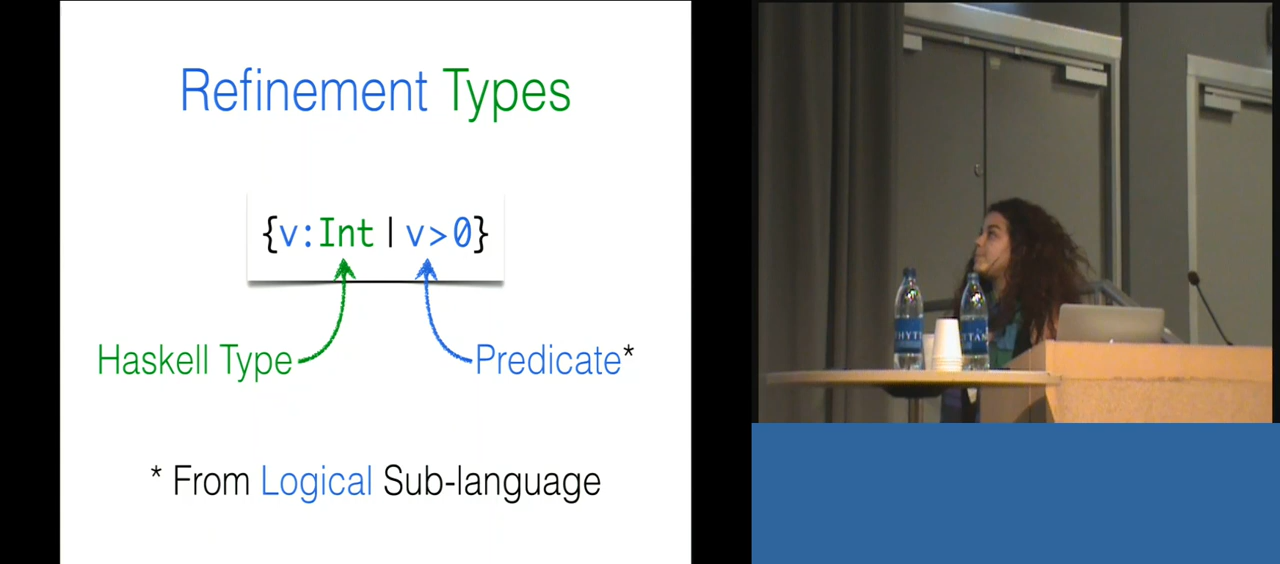 Refinement Types
{v:Int | v>0}
Haskell Type
Predicate*
* From Logical Sub-language